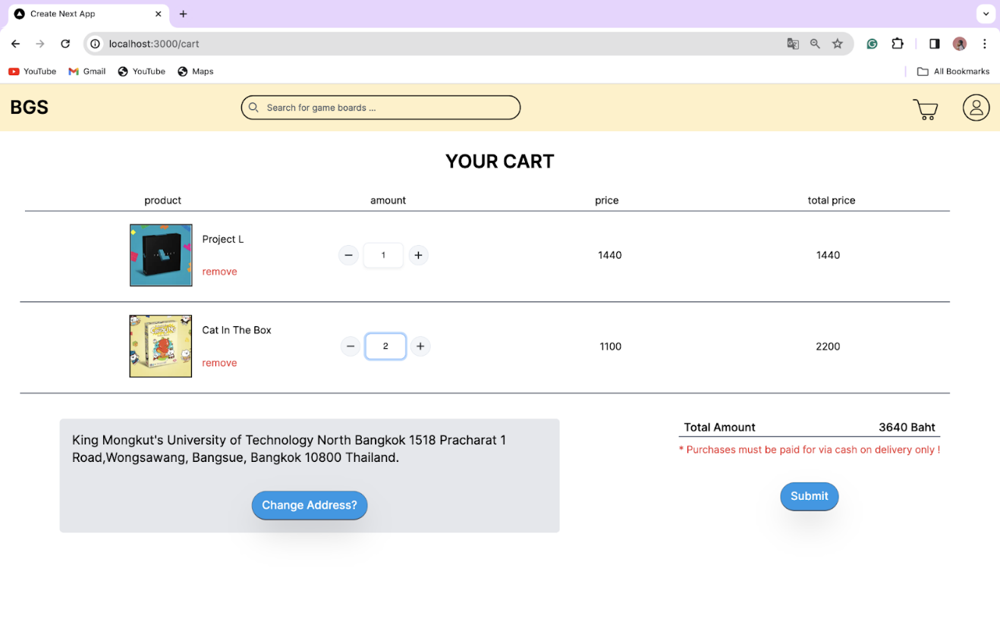 Create Next App
localhost:3000/cart
YouTube Gmail YouTube Maps All Bookmarks
BGS Search for game boards ...
YOUR CART
product amount price total price
Project L
1 1440 1440
remove
Cat In The Box
2 1100 2200
remove
King Mongkut's University of Technology North Bangkok 1518 Pracharat 1
Road,Wongsawang, Bangsue, Bangkok 10800 Thailand.
Change Address?
Total Amount 3640 Baht
* Purchases must be paid for via cash on delivery only !
Submit